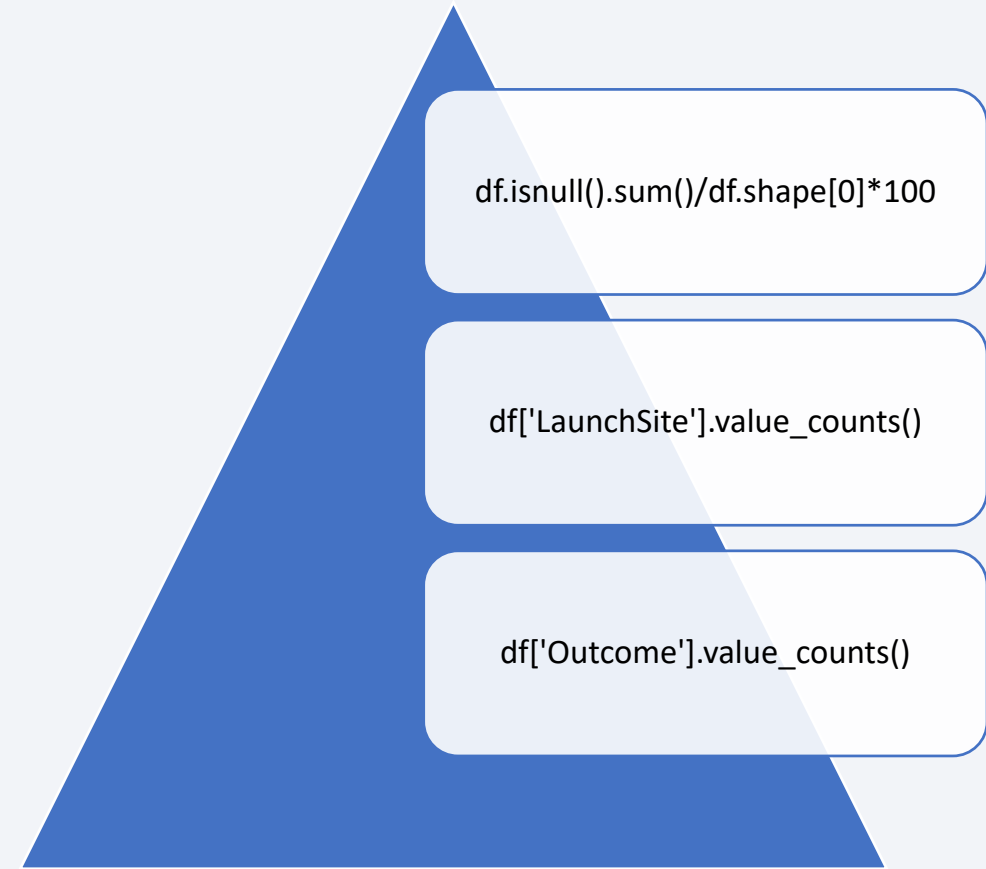 df.isnull().sum()/df.shape[0]*100
df['LaunchSite'].value_counts()
df['Outcome'].value_counts()